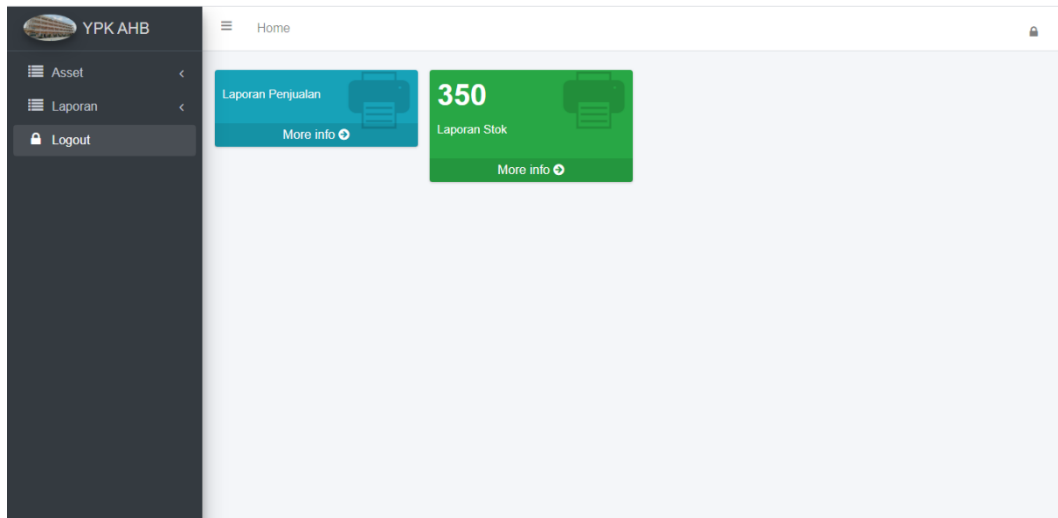 YPK AHB
Home
Asset
Laporan
Logout
Laporan Penjualan
More info
350
Laporan Stok
More info